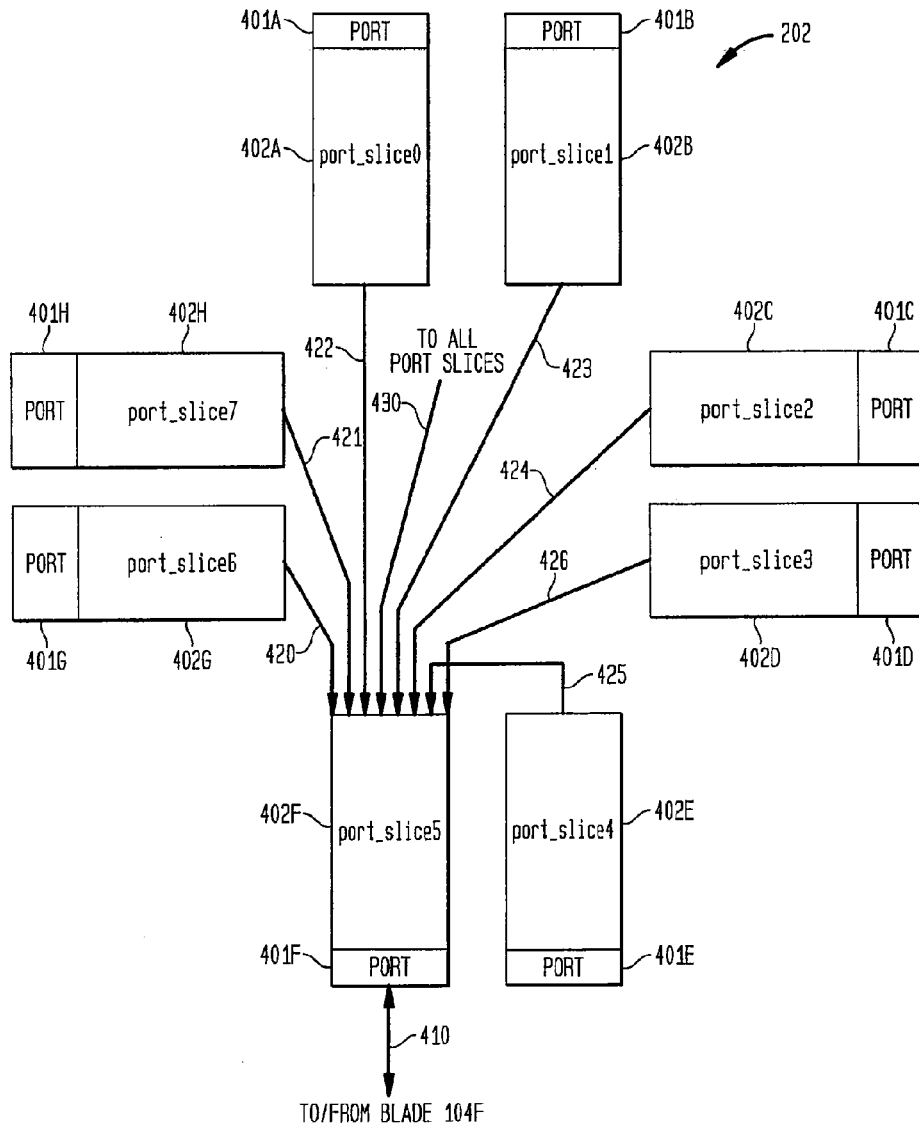 401A
PORT
PORT
401B
202
402A
port_slice0
port_slice1
402B
401H
402H
422
TO ALL
PORT SLICES
423
402C
401C
PORT
port_slice7
421
430
424
port_slice2
PORT
PORT
port_slice6
426
port_slice3
PORT
401G
402G
420
402D
401D
425
402F
port_slice5
port_slice4
402E
401F
PORT
PORT
401E
410
TO/FROM BLADE 104F